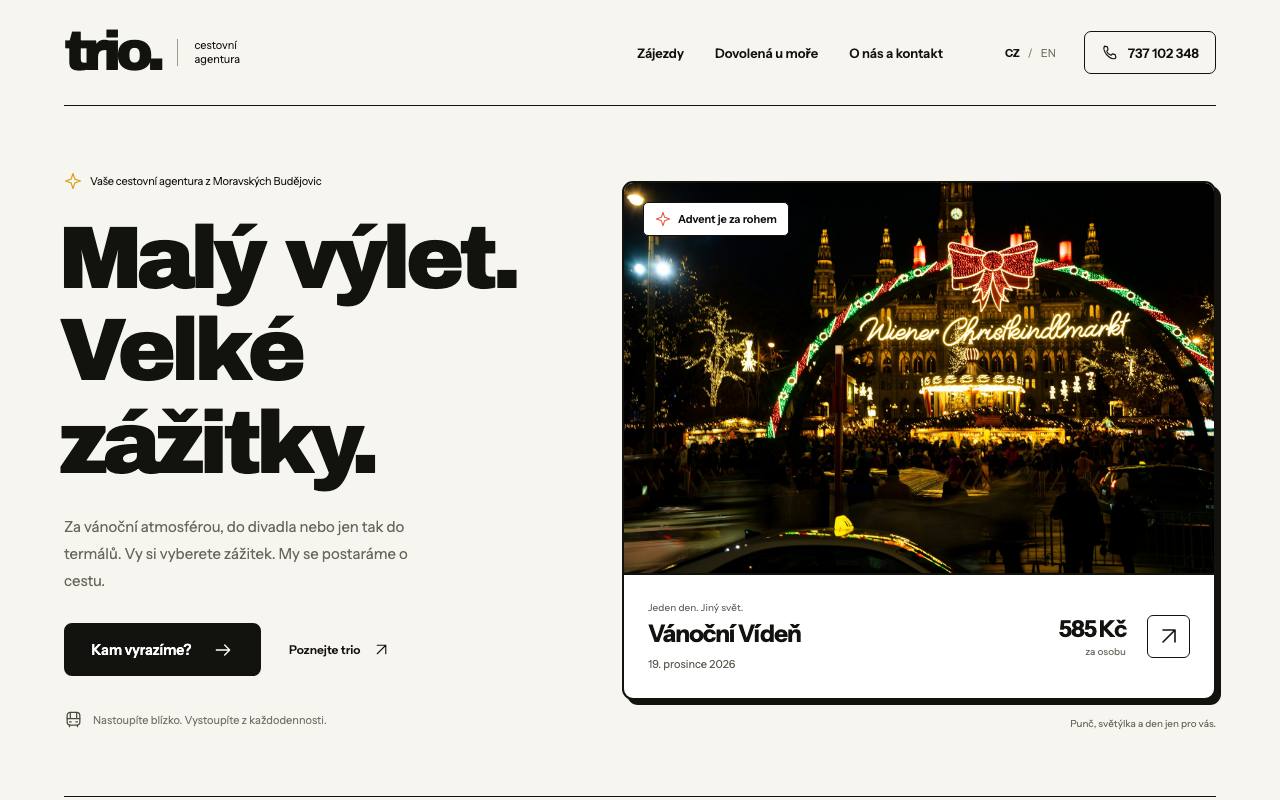 trio.
cestovní
agentura
Zájezdy
Dovolená u moře
O nás a kontakt
CZ / EN
737 102 348
Vaše cestovní agentura z Moravských Budějovic
Malý výlet.
Velké
zážitky.
Za vánoční atmosférou, do divadla nebo jen tak do
termálů. Vy si vyberete zážitek. My se postaráme o
cestu.
Kam vyrazíme?
Poznejte trio
Nastoupíte blízko. Vystoupíte z každodennosti.
Advent je za rohem
Wiener Christkindlmarkt
Jeden den. Jiný svět.
Vánoční Vídeň
19. prosince 2026
585 Kč
za osobu
Punč, světýlka a den jen pro vás.